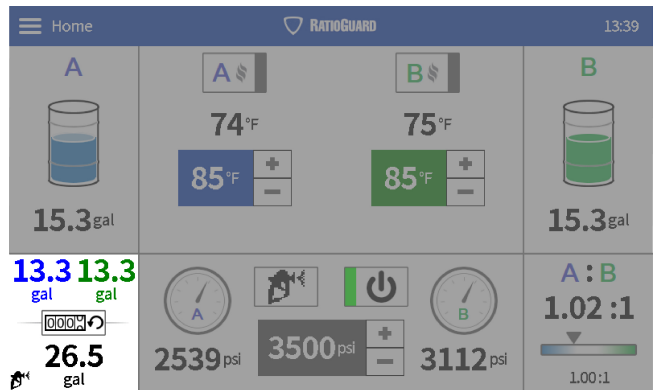 Home
RATIOGUARD
13:39
A
A
B
B
74°F
75°F
85°F
+
−
85°F
+
−
15.3gal
15.3gal
13.3 13.3
gal gal
A
B
A:B
1.02 :1
26.5
gal
2539psi
3500psi
+
−
3112psi
1.00:1